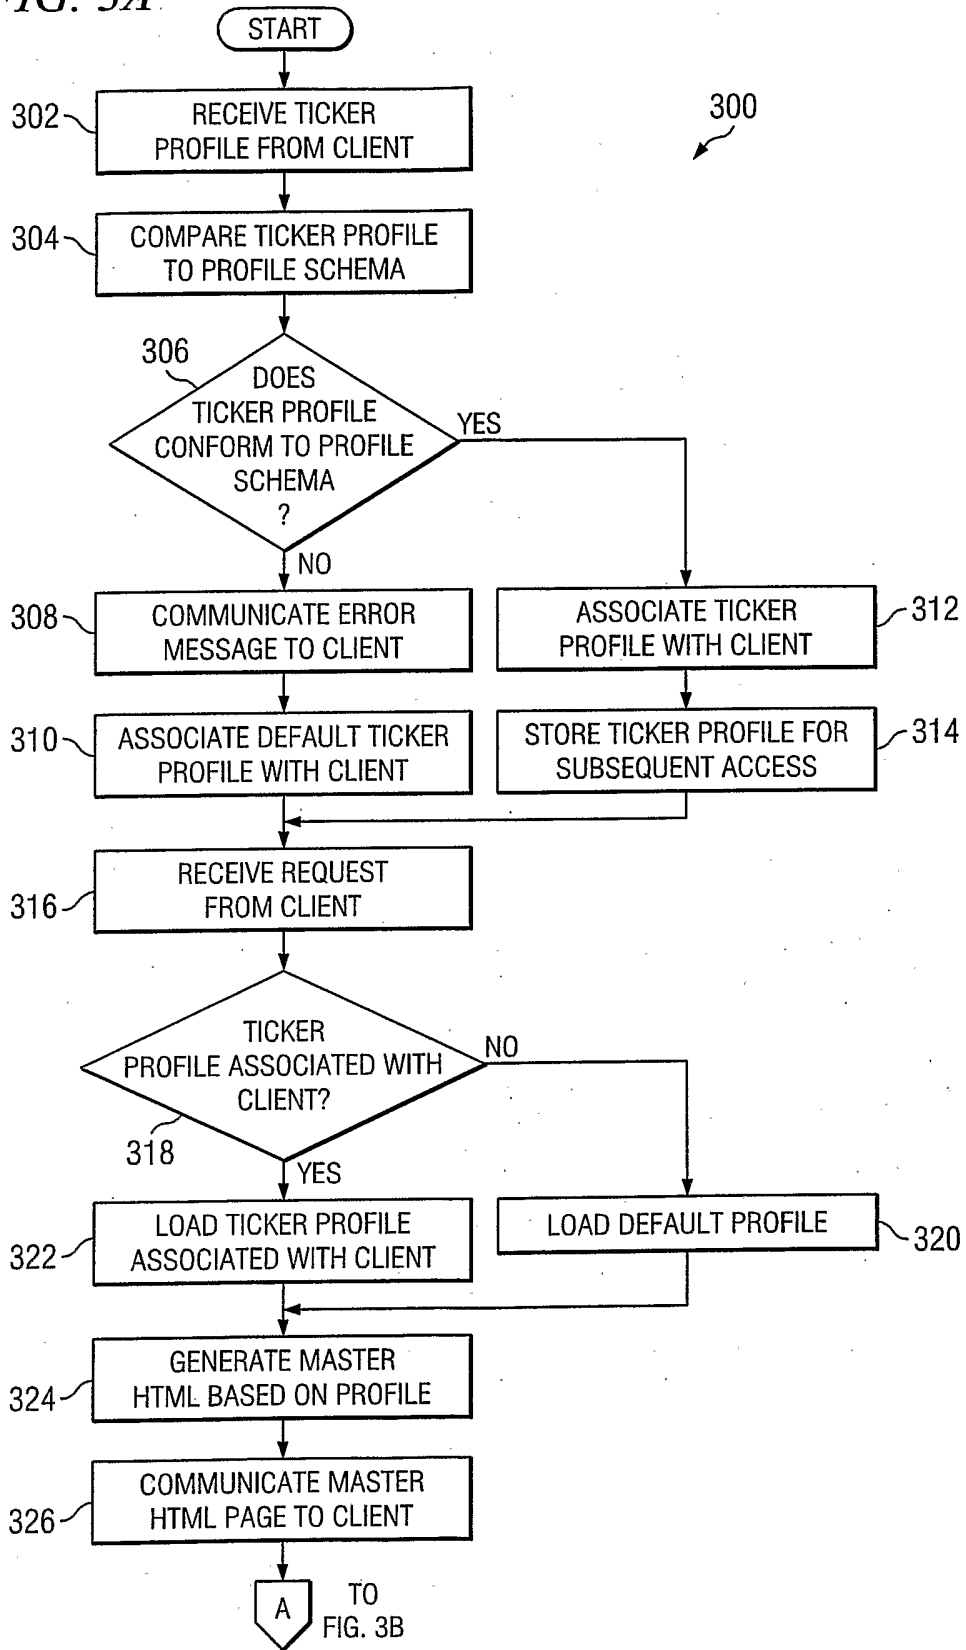 FIG. 3A
START
302
RECEIVE TICKER
PROFILE FROM CLIENT
300
304
COMPARE TICKER PROFILE
TO PROFILE SCHEMA
306
DOES
TICKER PROFILE
CONFORM TO PROFILE
SCHEMA
?
YES
NO
308
COMMUNICATE ERROR
MESSAGE TO CLIENT
ASSOCIATE TICKER
PROFILE WITH CLIENT
312
310
ASSOCIATE DEFAULT TICKER
PROFILE WITH CLIENT
STORE TICKER PROFILE FOR
SUBSEQUENT ACCESS
314
316
RECEIVE REQUEST
FROM CLIENT
TICKER
PROFILE ASSOCIATED WITH
CLIENT?
NO
318
YES
322
LOAD TICKER PROFILE
ASSOCIATED WITH CLIENT
LOAD DEFAULT PROFILE
320
324
GENERATE MASTER
HTML BASED ON PROFILE
326
COMMUNICATE MASTER
HTML PAGE TO CLIENT
A
TO
FIG. 3B